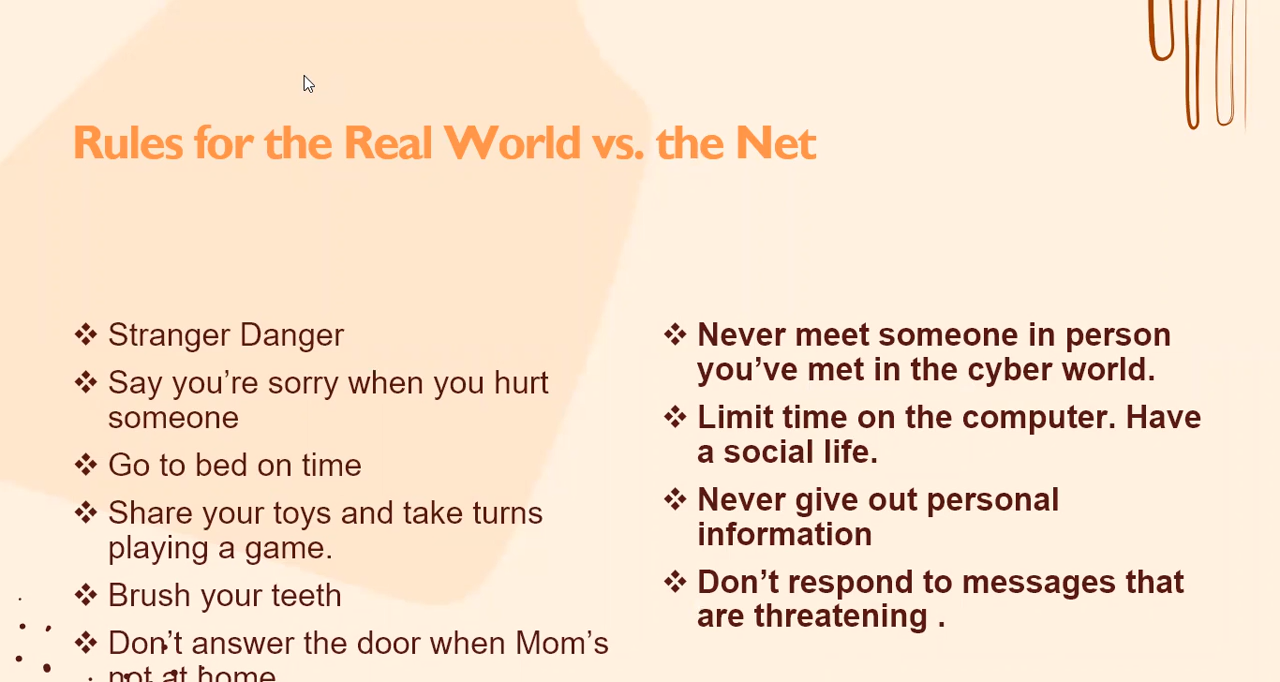 Rules for the Real World vs. the Net
❖ Stranger Danger
❖ Say you’re sorry when you hurt
someone
❖ Go to bed on time
❖ Share your toys and take turns
playing a game.
❖ Brush your teeth
❖ Don’t answer the door when Mom’s
not at home
❖ Never meet someone in person
you’ve met in the cyber world.
❖ Limit time on the computer. Have
a social life.
❖ Never give out personal
information
❖ Don’t respond to messages that
are threatening .